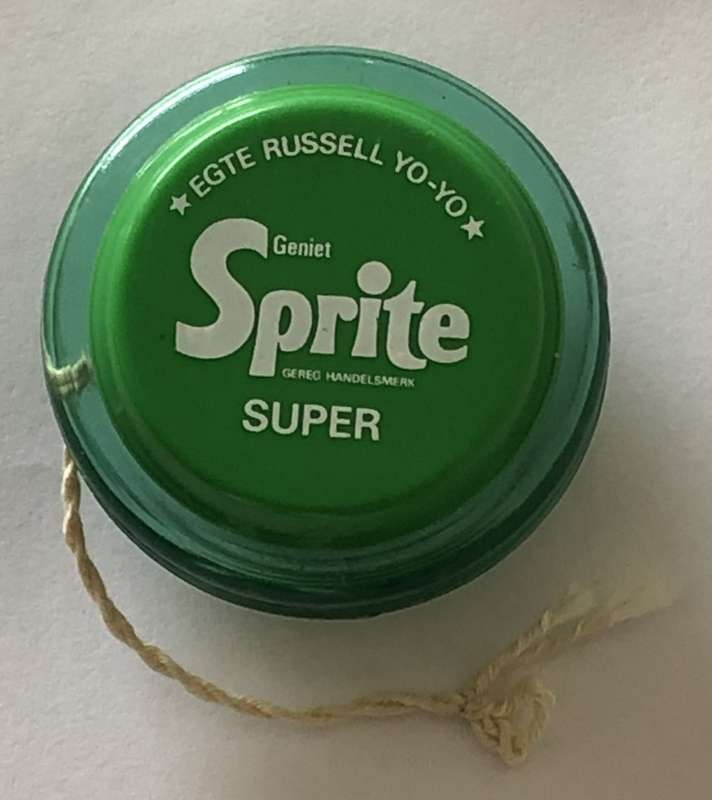 ★EGTE RUSSELL YO-YO★
Geniet
Sprite
GEREG HANDELSMERK
SUPER